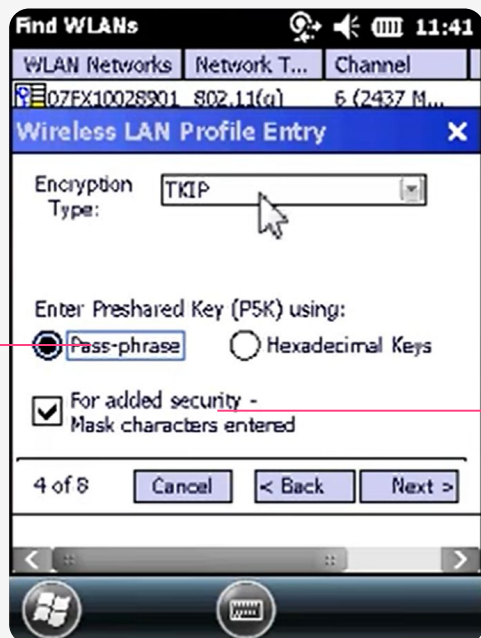 Find WLANs 11:41
WLAN Networks Network T... Channel
07FX10028901 802.11(g) 6 (2437 M...
Wireless LAN Profile Entry
Encryption
Type: TKIP
Enter Preshared Key (PSK) using:
Pass-phrase Hexadecimal Keys
For added security -
Mask characters entered
4 of 8 Cancel < Back Next >